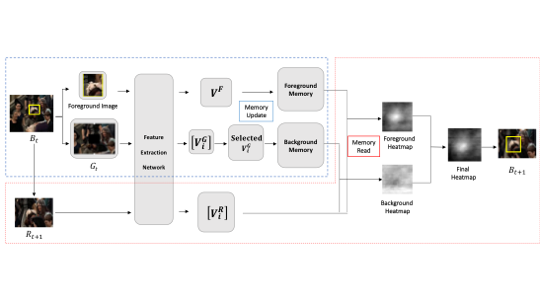 Foreground Image
B_t
G_t
R_{t+1}
Feature
Extraction
Network
V^F
[V_i^G]
Selected
V_i^G
[V_i^R]
Memory
Update
Foreground
Memory
Background
Memory
Memory
Read
Foreground
Heatmap
Background
Heatmap
Final
Heatmap
B_{t+1}